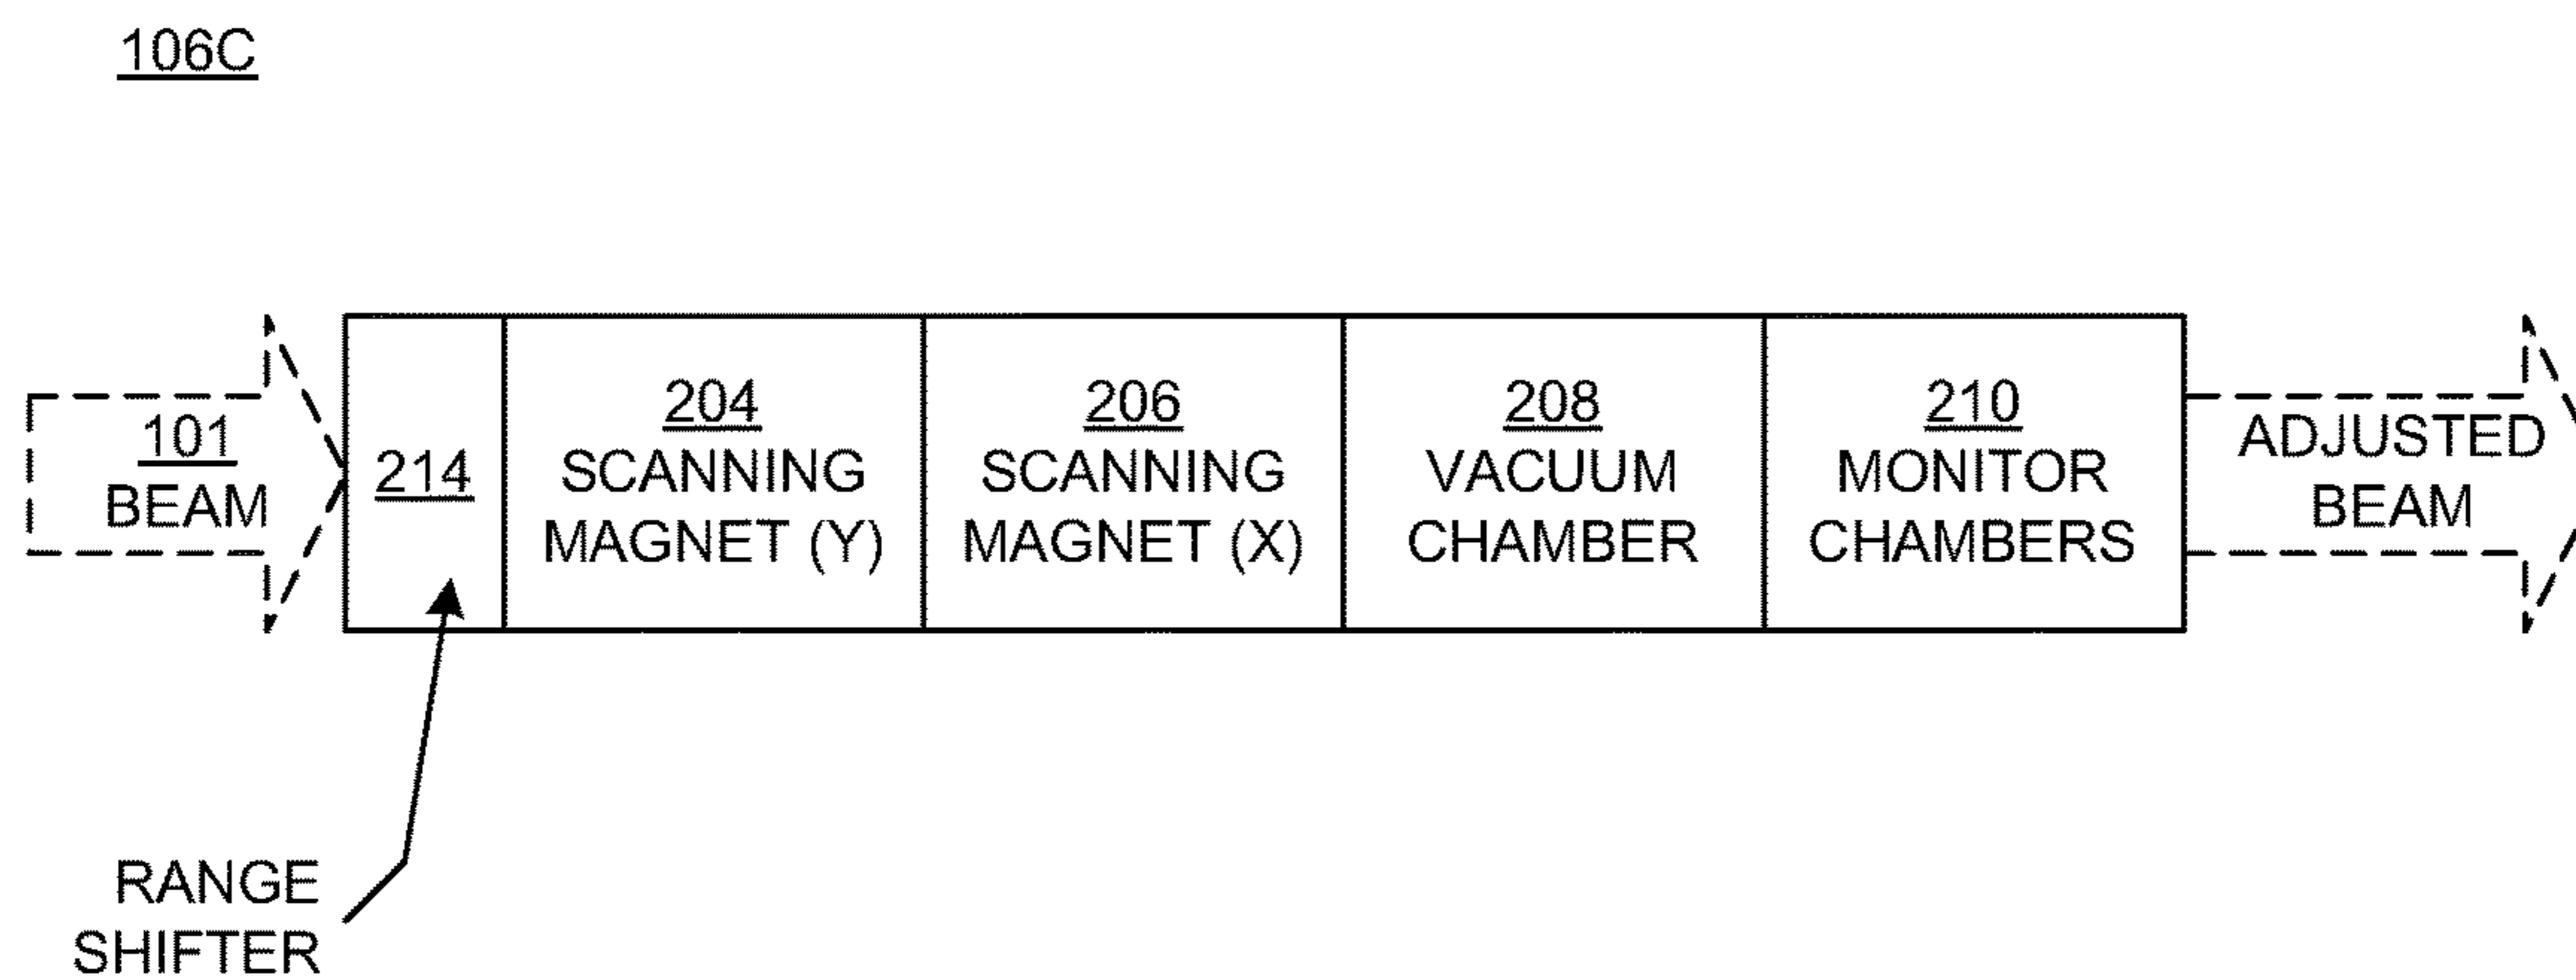 106C
101
BEAM
214
204
SCANNING
MAGNET (Y)
206
SCANNING
MAGNET (X)
208
VACUUM
CHAMBER
210
MONITOR
CHAMBERS
ADJUSTED
BEAM
RANGE
SHIFTER